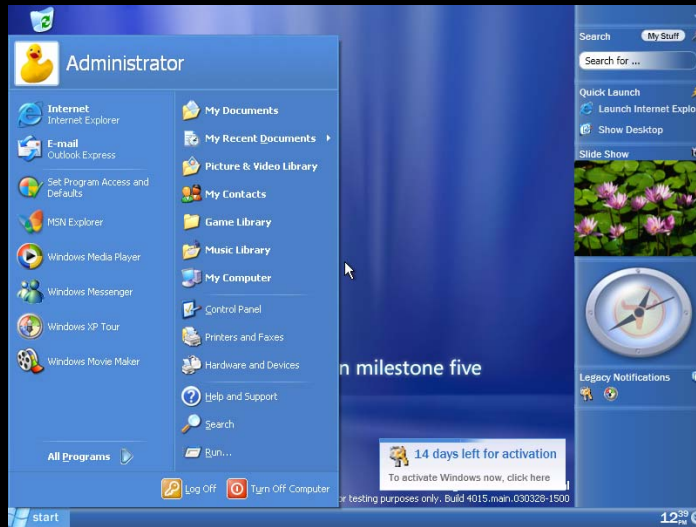 Administrator
Internet
Internet Explorer
E-mail
Outlook Express
Set Program Access and
Defaults
MSN Explorer
Windows Media Player
Windows Messenger
Windows XP Tour
Windows Movie Maker
All Programs
My Documents
My Recent Documents
Picture & Video Library
My Contacts
Game Library
Music Library
My Computer
Control Panel
Printers and Faxes
Hardware and Devices
Help and Support
Search
Run...
Log Off
Turn Off Computer
start
n milestone five
14 days left for activation
To activate Windows now, click here
or testing purposes only. Build 4015.main.030328-1500
Search
My Stuff
Search for ...
Quick Launch
Launch Internet Explo
Show Desktop
Slide Show
Legacy Notifications
12 39 PM